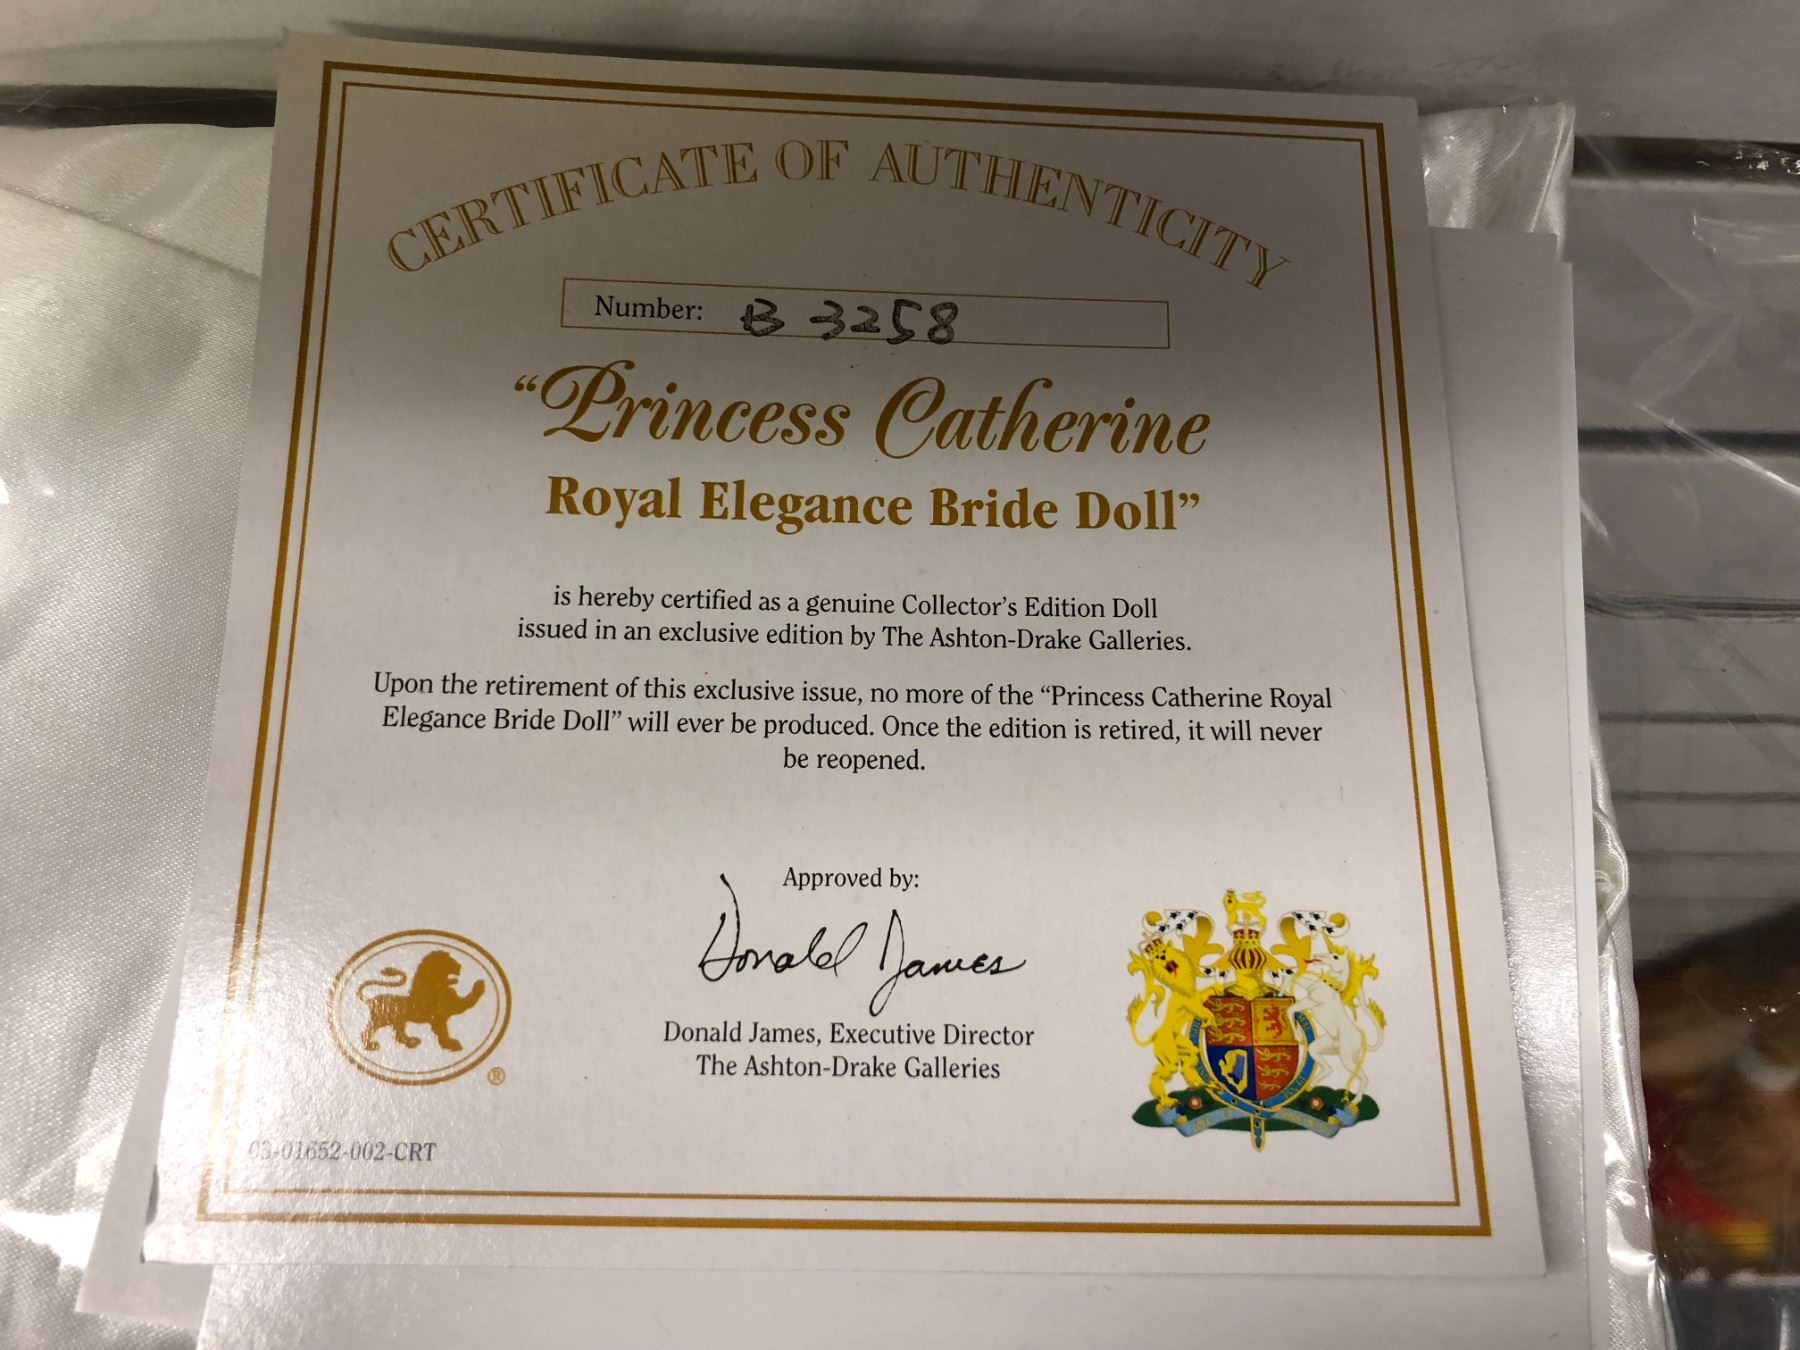 CERTIFICATE OF AUTHENTICITY
Number: B 3258
“Princess Catherine
Royal Elegance Bride Doll”
is hereby certified as a genuine Collector’s Edition Doll
issued in an exclusive edition by The Ashton-Drake Galleries.
Upon the retirement of this exclusive issue, no more of the “Princess Catherine Royal
Elegance Bride Doll” will ever be produced. Once the edition is retired, it will never
be reopened.
Approved by:
Donald James
Donald James, Executive Director
The Ashton-Drake Galleries
®
03-01652-002-CRT